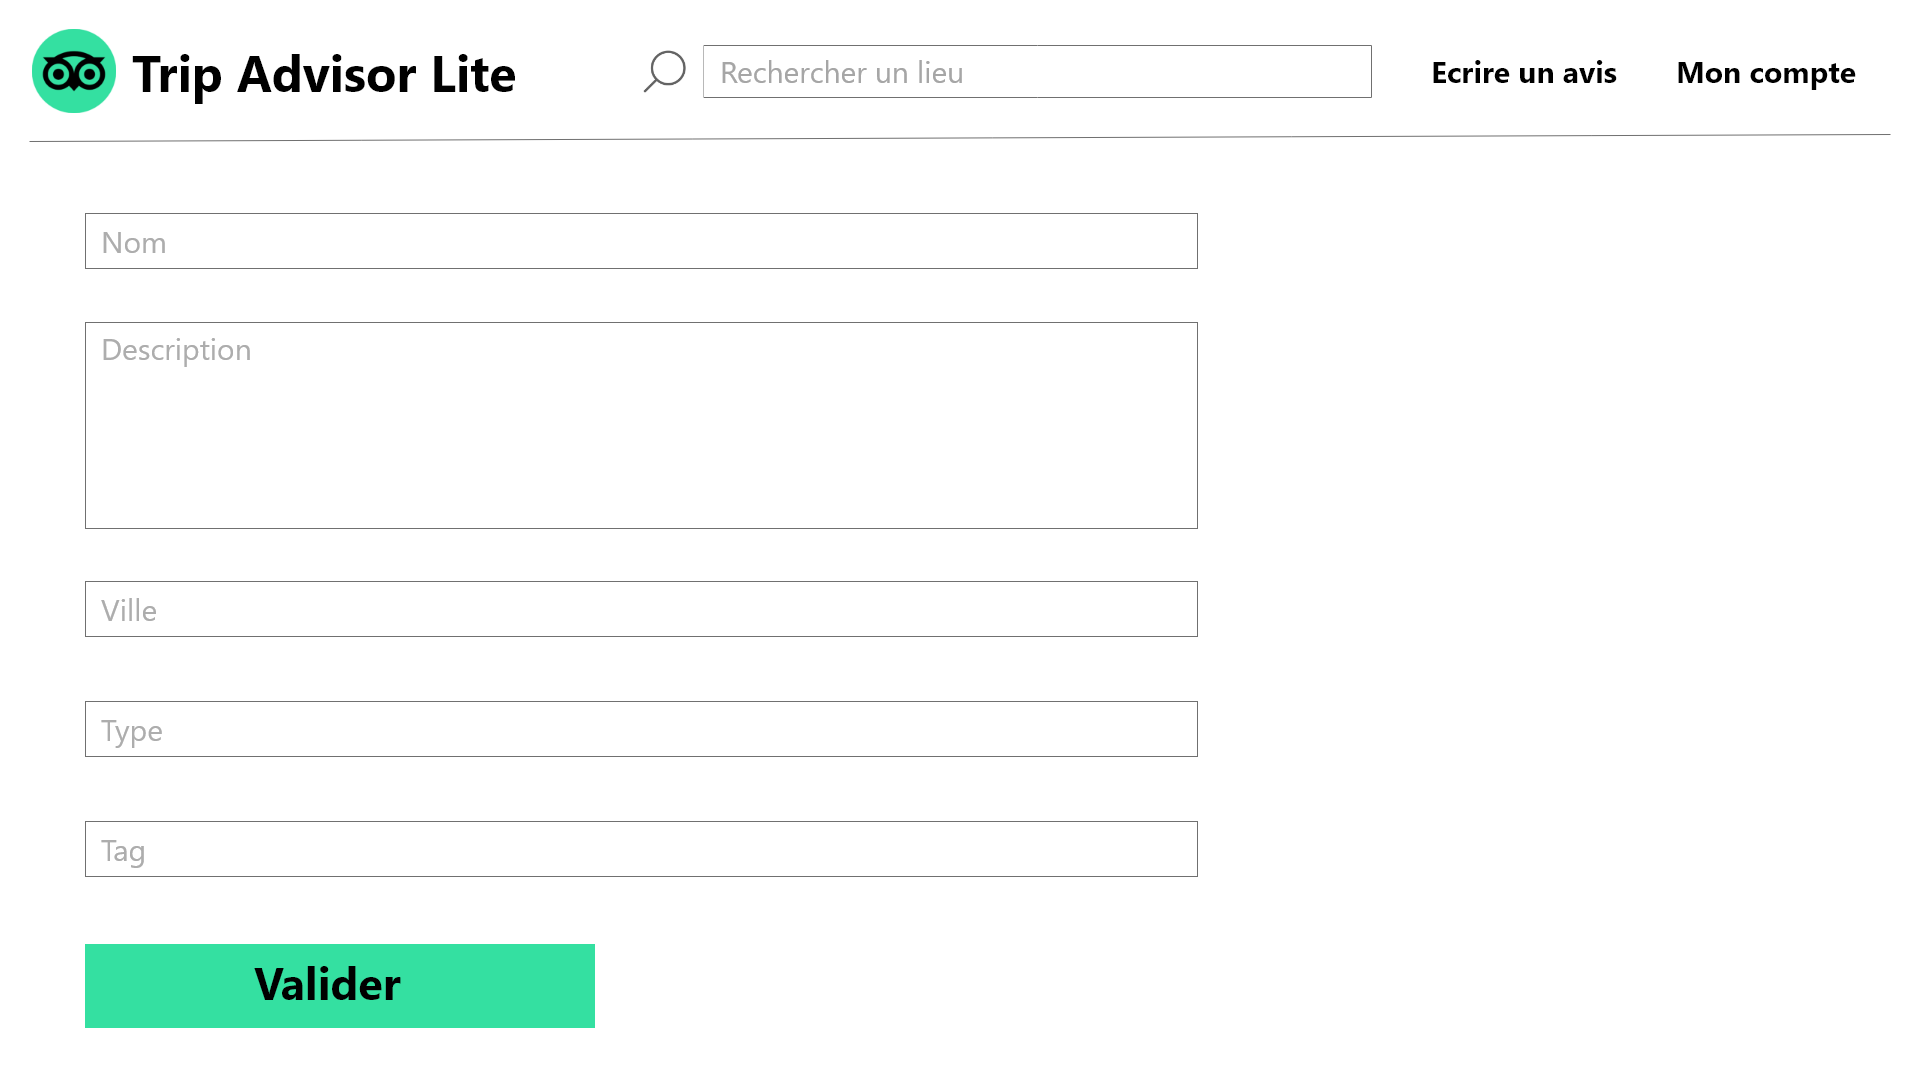 Trip Advisor Lite
Rechercher un lieu
Ecrire un avis
Mon compte
Nom
Description
Ville
Type
Tag
Valider